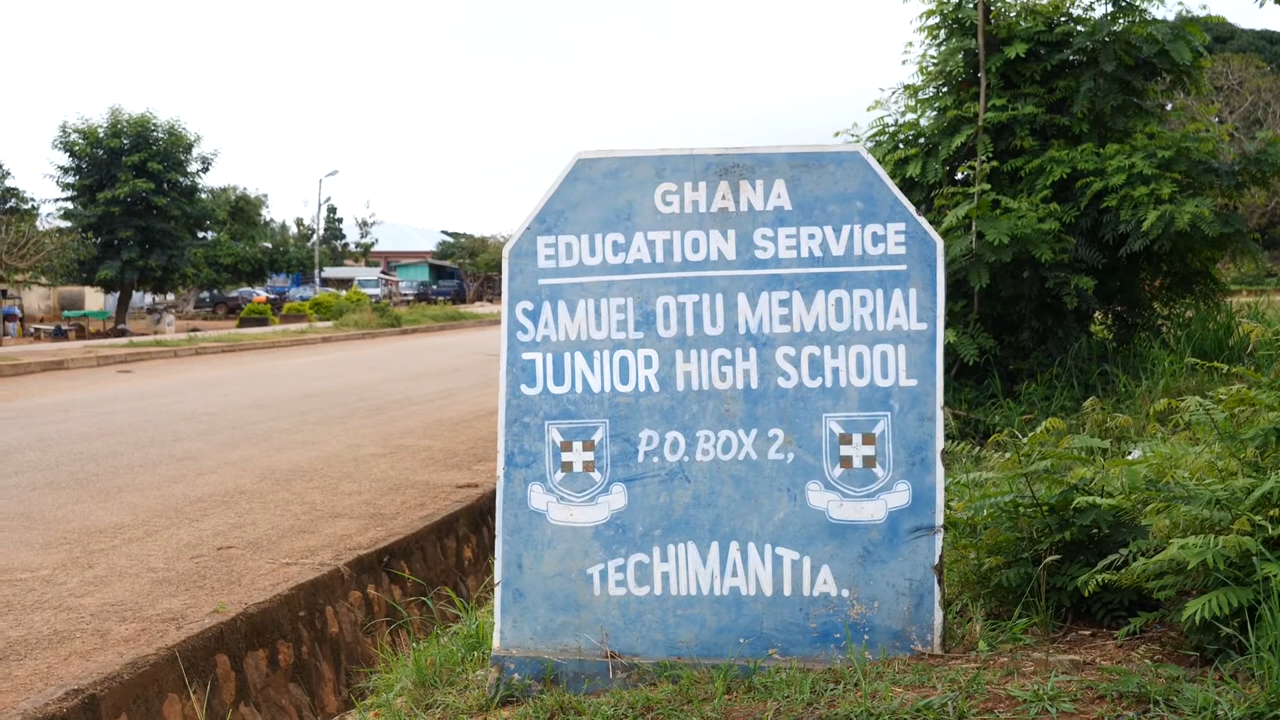 GHANA
EDUCATION SERVICE
SAMUEL OTU MEMORIAL
JUNIOR HIGH SCHOOL
P.O. BOX 2,
TECHIMANTIA.